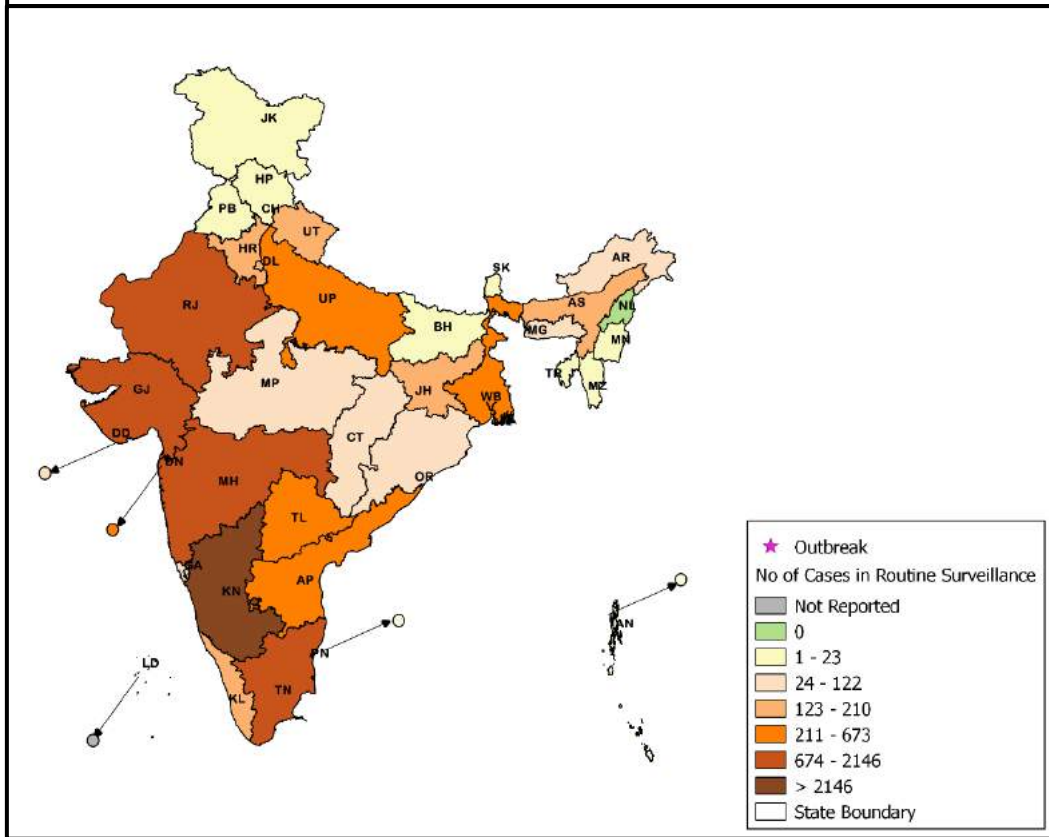 JK
HP
PB
CH
UT
HR
DL
AR
SK
RJ
UP
AS
NL
BH
MG
MN
TR
MZ
MP
JH
GJ
WB
CT
DD
DN
MH
OR
TL
GA
AP
KN
AN
PN
LD
TN
KL
Outbreak
No of Cases in Routine Surveillance
Not Reported
0
1 - 23
24 - 122
123 - 210
211 - 673
674 - 2146
> 2146
State Boundary